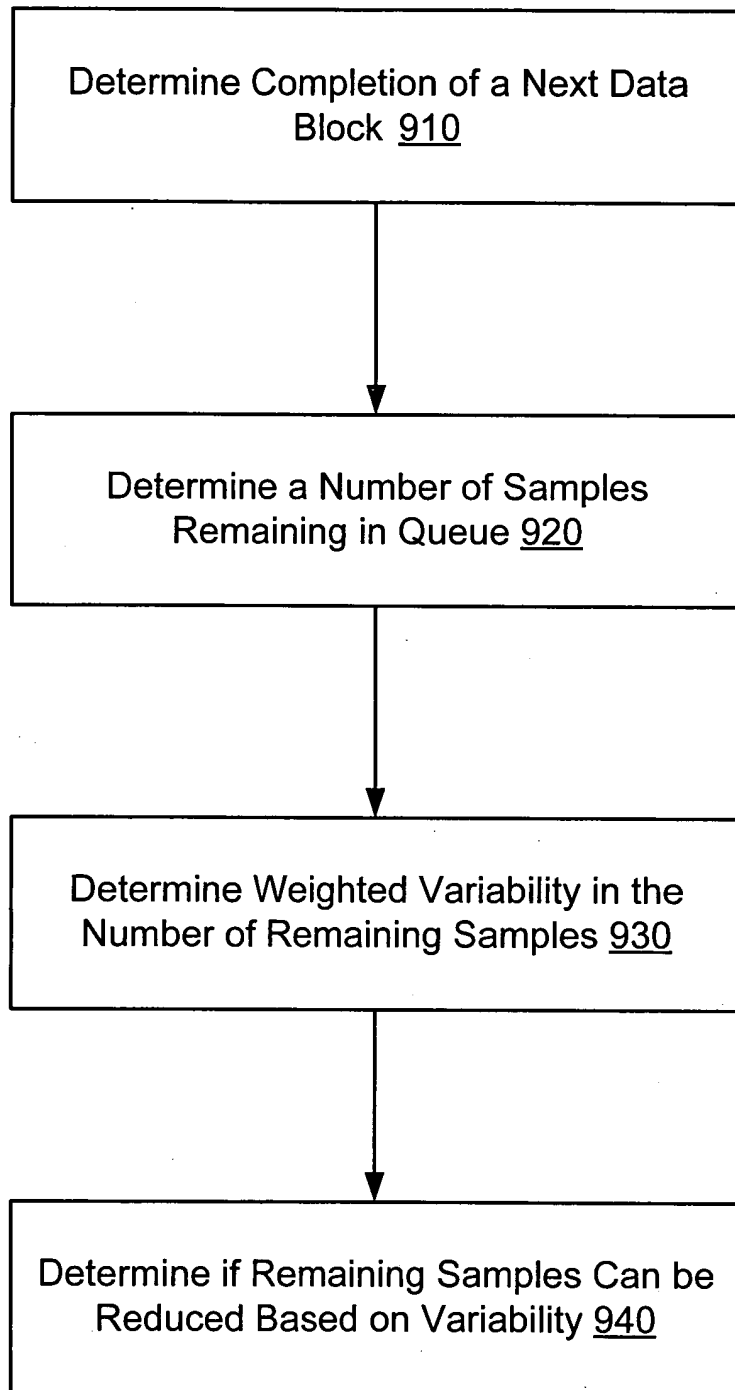 Determine Completion of a Next Data
Block 910
Determine a Number of Samples
Remaining in Queue 920
Determine Weighted Variability in the
Number of Remaining Samples 930
Determine if Remaining Samples Can be
Reduced Based on Variability 940